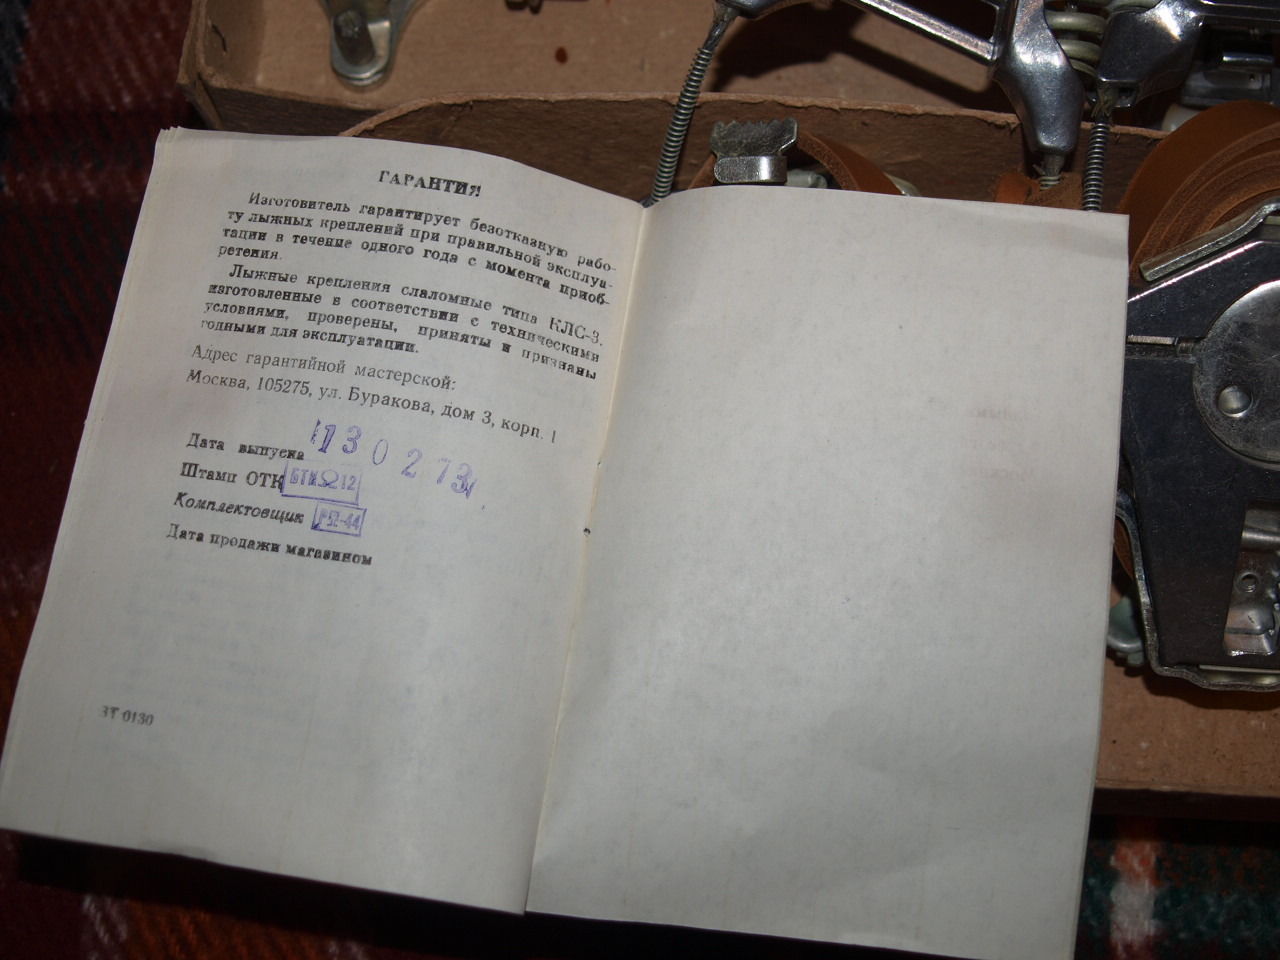 ГАРАНТИЯ
Изготовитель гарантирует безотказную рабо-
ту лыжных креплений при правильной эксплуа-
тации в течение одного года с момента приоб-
ретения.
Лыжные крепления слаломные типа КЛС-3,
изготовленные в соответствии с техническими
условиями, проверены, приняты и признаны
годными для эксплуатации.
Адрес гарантийной мастерской:
Москва, 105275, ул. Буракова, дом 3, корп. 1
Дата выпуска 130273
Штамп ОТК
Комплектовщик
Дата продажи магазином
ЗТ 0130